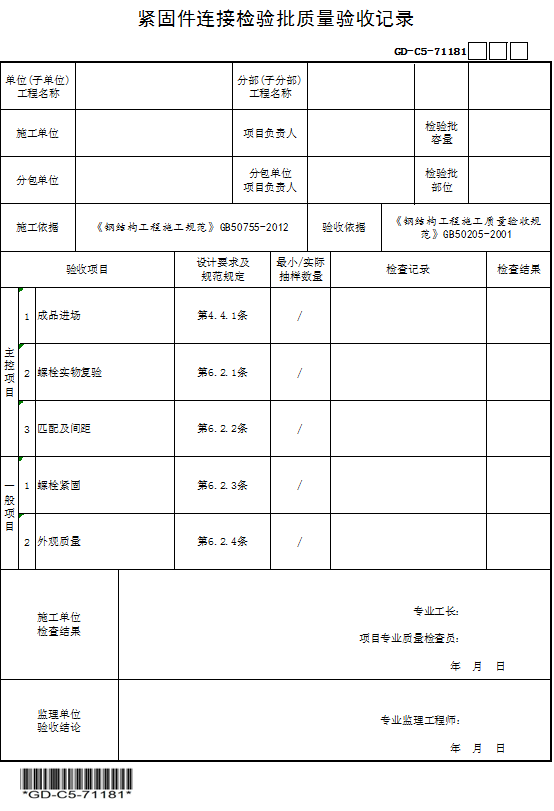 紧固件连接检验批质量验收记录
GD-C5-71181
单位(子单位)
工程名称
分部(子分部)
工程名称
施工单位
项目负责人
检验批
容量
分包单位
分包单位
项目负责人
检验批
部位
施工依据
《钢结构工程施工规范》GB50755-2012
验收依据
《钢结构工程施工质量验收规
范》GB50205-2001
验收项目
设计要求及
规范规定
最小/实际
抽样数量
检查记录
检查结果
主控项目
1 成品进场 第4.4.1条 /
2 螺栓实物复验 第6.2.1条 /
3 匹配及间距 第6.2.2条 /
一般项目
1 螺栓紧固 第6.2.3条 /
2 外观质量 第6.2.4条 /
施工单位
检查结果
专业工长:
项目专业质量检查员:
年 月 日
监理单位
验收结论
专业监理工程师:
年 月 日
*GD-C5-71181*